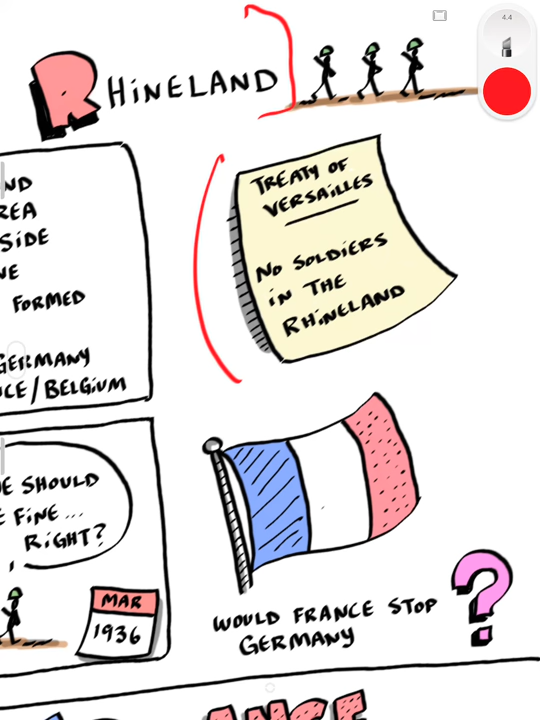 RHINELAND
4.4
ND
REA
SIDE
NE
FORMED
GERMANY
NCE/BELGIUM
TREATY OF
VERSAILLES
NO SOLDIERS
IN THE
RHINELAND
E SHOULD
E FINE...
RIGHT?
MAR
1936
WOULD FRANCE STOP
GERMANY
?